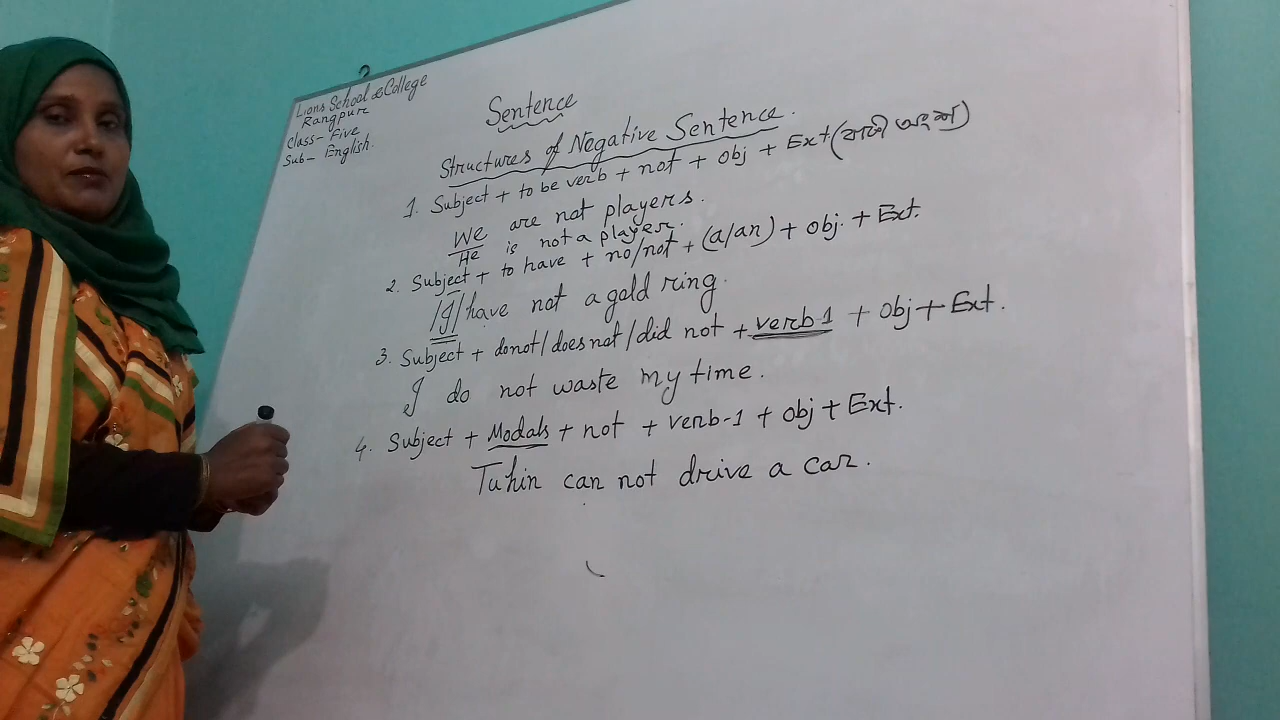 Lions School & College
Rangpur
Class- Five
Sub- English.
Sentence
Structures of Negative Sentence.
1. Subject + to be verb + not + Obj + Ext (বাকী অংশ)
We are not players.
He is not a player.
2. Subject + to have + no/not + (a/an) + Obj. + Ext.
I have not a gold ring.
3. Subject + donot/does not/did not + verb-1 + Obj + Ext.
I do not waste my time.
4. Subject + Modals + not + verb-1 + Obj + Ext.
Tuhin can not drive a car.